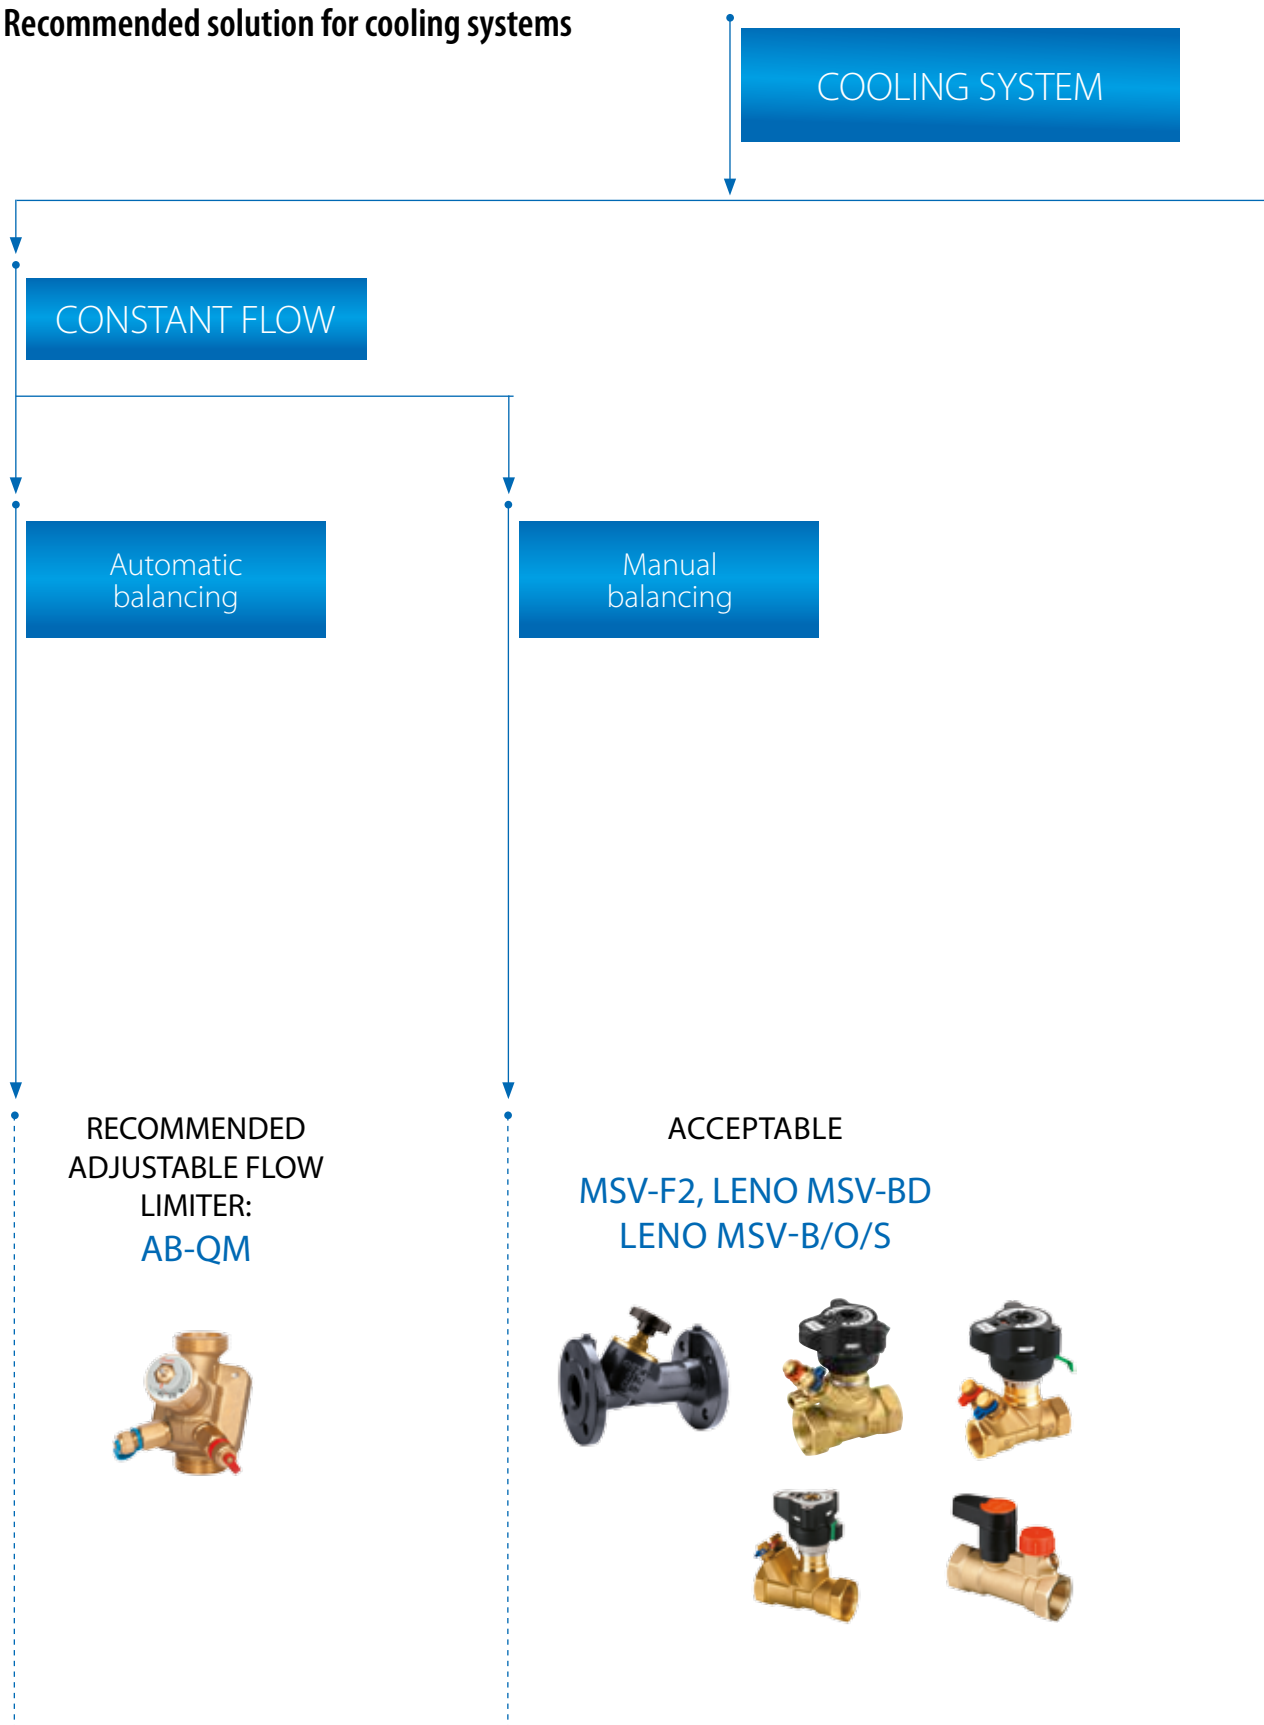 Recommended solution for cooling systems
COOLING SYSTEM
CONSTANT FLOW
Automatic
balancing
Manual
balancing
RECOMMENDED
ADJUSTABLE FLOW
LIMITER:
AB-QM
ACCEPTABLE
MSV-F2, LENO MSV-BD
LENO MSV-B/O/S